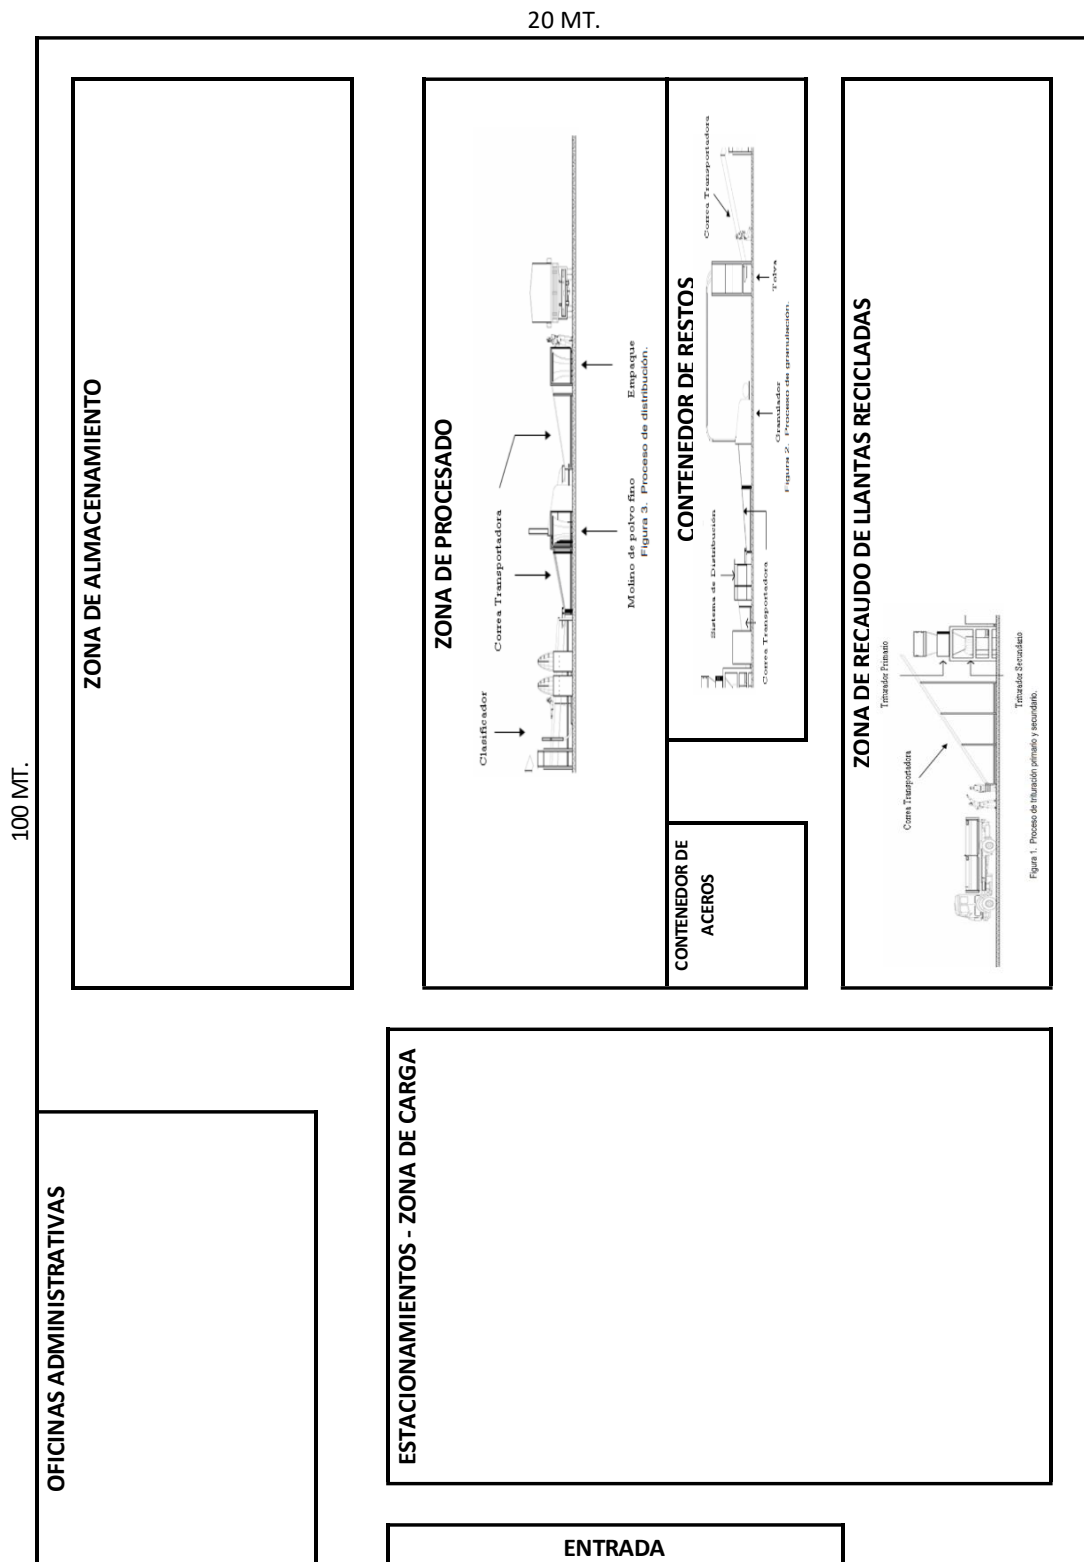 20 MT.
100 MT.
ZONA DE ALMACENAMIENTO
ZONA DE PROCESADO
Clasificador
Correa Transportadora
Molino de polvo fino
Empaque
Figura 3. Proceso de distribución.
CONTENEDOR DE RESTOS
Correa Transportadora
Sistema de Distribución
Tolva
Granulador
Correa Transportadora
Figura 2. Proceso de granulación.
CONTENEDOR DE
ACEROS
ZONA DE RECAUDO DE LLANTAS RECICLADAS
Triturador Primario
Correa Transportadora
Triturador Secundario
Figura 1. Proceso de trituración primario y secundario.
OFICINAS ADMINISTRATIVAS
ESTACIONAMIENTOS - ZONA DE CARGA
ENTRADA